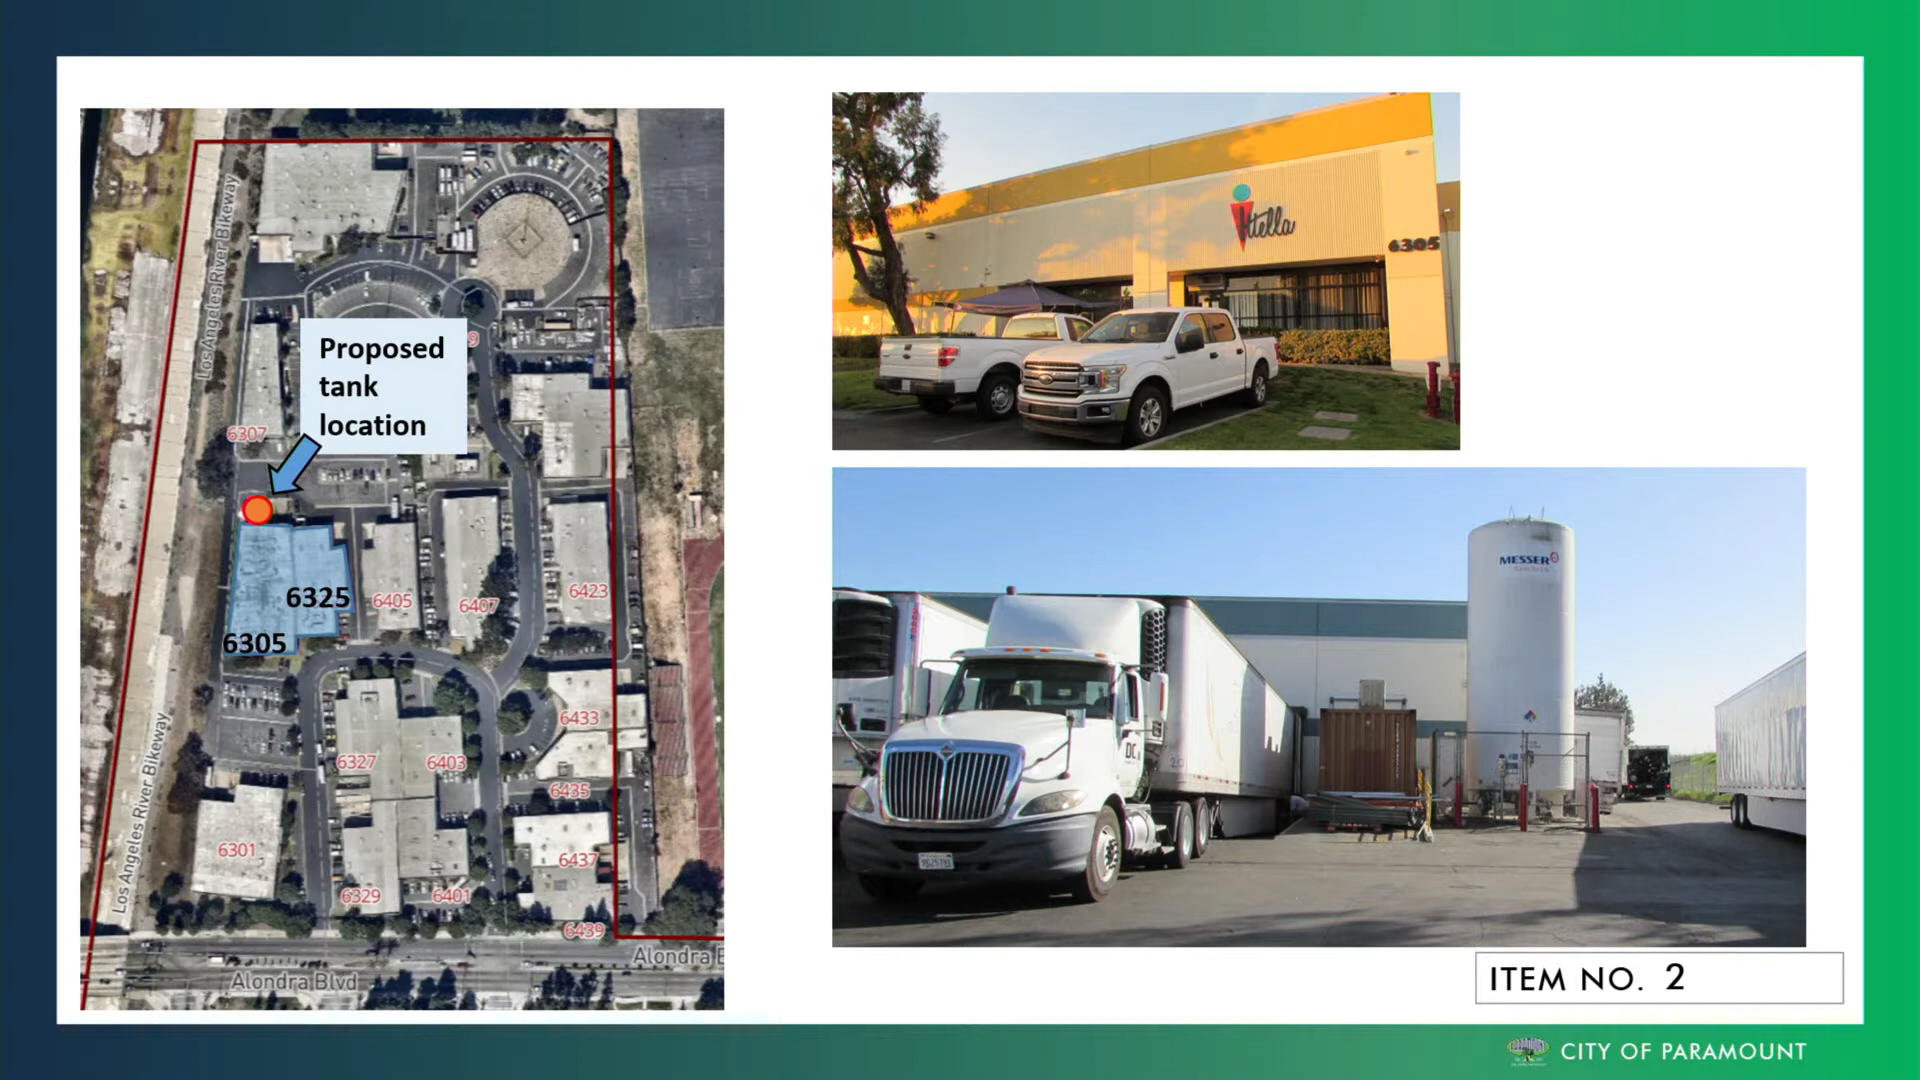 Los Angeles River Bikeway
Proposed
tank
location
9
6307
6325
6305
6405
6407
6423
6433
6327
6403
6435
Los Angeles River Bikeway
6301
6437
6329
6401
6439
Alondra Blvd
Alondra B
ittella
6305
MESSER
DC
ITEM NO. 2
CITY OF PARAMOUNT